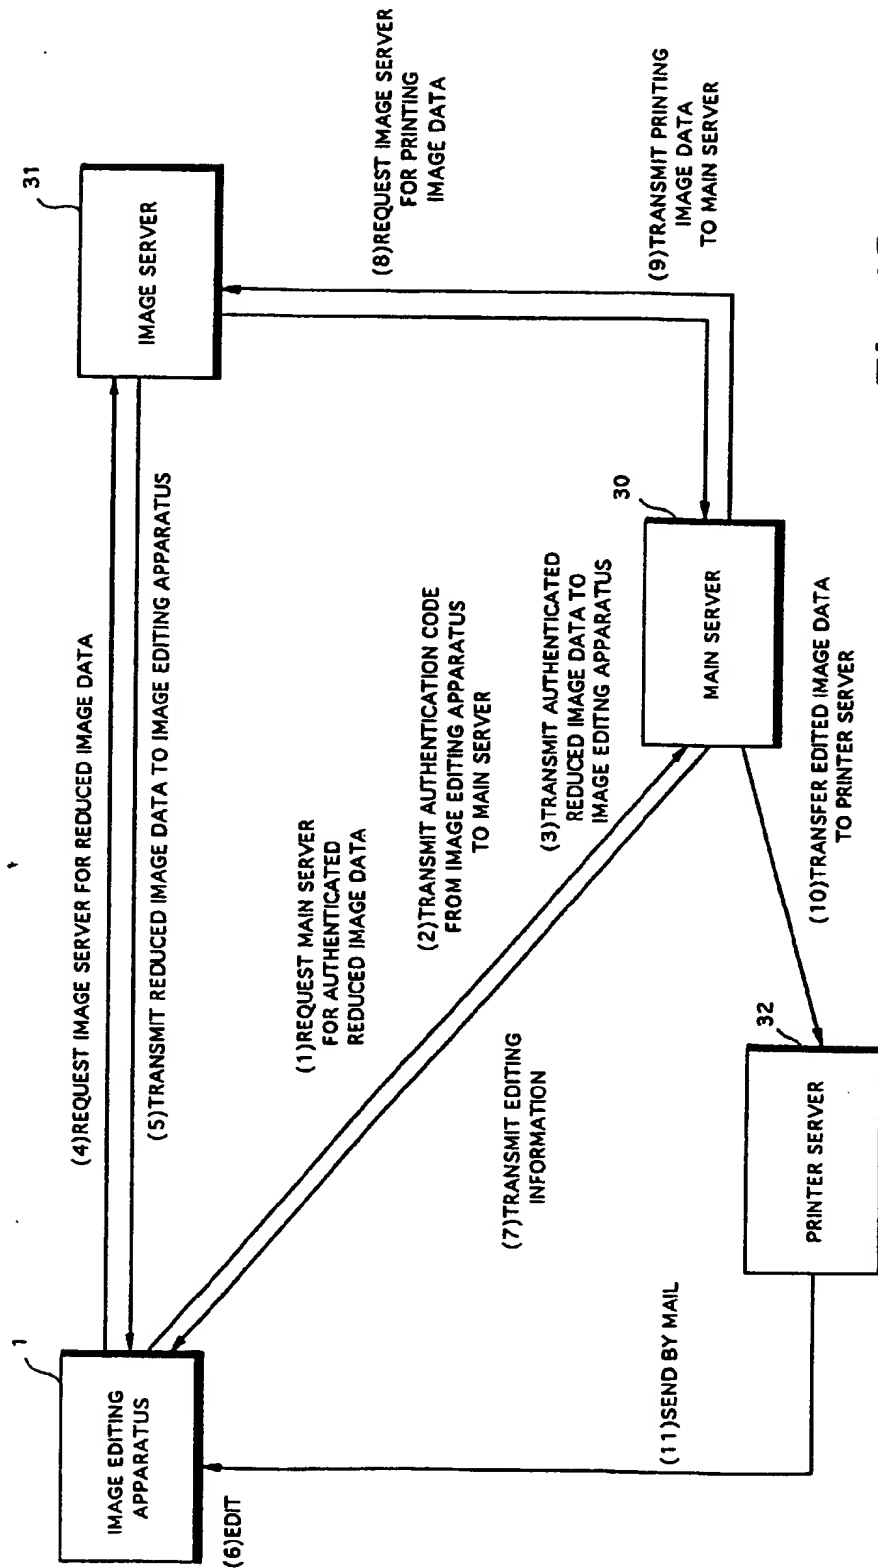 1
IMAGE EDITING
APPARATUS
(6)EDIT
(4)REQUEST IMAGE SERVER FOR REDUCED IMAGE DATA
(5)TRANSMIT REDUCED IMAGE DATA TO IMAGE EDITING APPARATUS
31
IMAGE SERVER
(1)REQUEST MAIN SERVER
FOR AUTHENTICATED
REDUCED IMAGE DATA
(2)TRANSMIT AUTHENTICATION CODE
FROM IMAGE EDITING APPARATUS
TO MAIN SERVER
(3)TRANSMIT AUTHENTICATED
REDUCED IMAGE DATA TO
IMAGE EDITNG APPARATUS
(7)TRANSMIT EDITING
INFORMATION
(8)REQUEST IMAGE SERVER
FOR PRINTING
IMAGE DATA
(9)TRANSMIT PRINTING
IMAGE DATA
TO MAIN SERVER
30
MAIN SERVER
(10)TRANSFER EDITED IMAGE DATA
TO PRINTER SERVER
32
PRINTER SERVER
(11)SEND BY MAIL